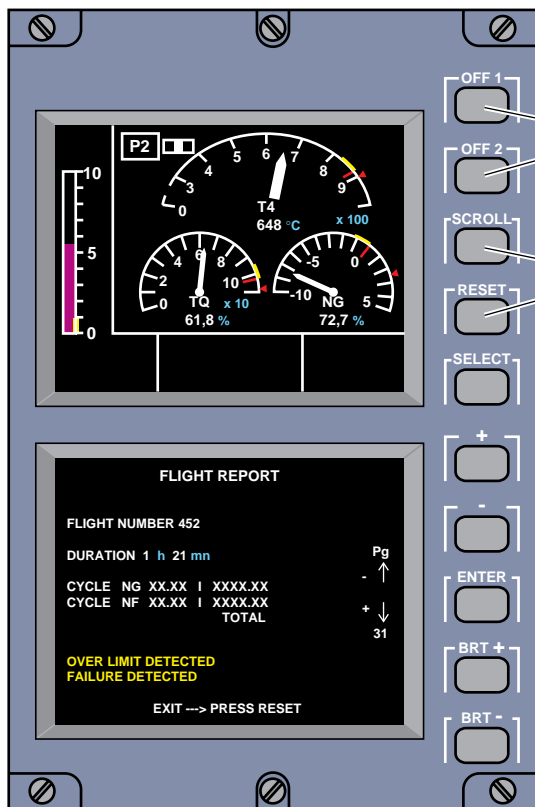 OFF 1
OFF 2
SCROLL
RESET
SELECT
+
-
ENTER
BRT +
BRT -
P2
10
5
0
0
3
4
5
6
7
8
9
T4
648 °C
x 100
0
2
4
6
8
10
TQ
x 10
61,8 %
-10
-5
0
5
NG
72,7 %
FLIGHT REPORT
FLIGHT NUMBER 452
DURATION 1 h 21 mn
Pg
-
+
31
CYCLE NG XX.XX I XXXX.XX
CYCLE NF XX.XX I XXXX.XX
TOTAL
OVER LIMIT DETECTED
FAILURE DETECTED
EXIT ---> PRESS RESET